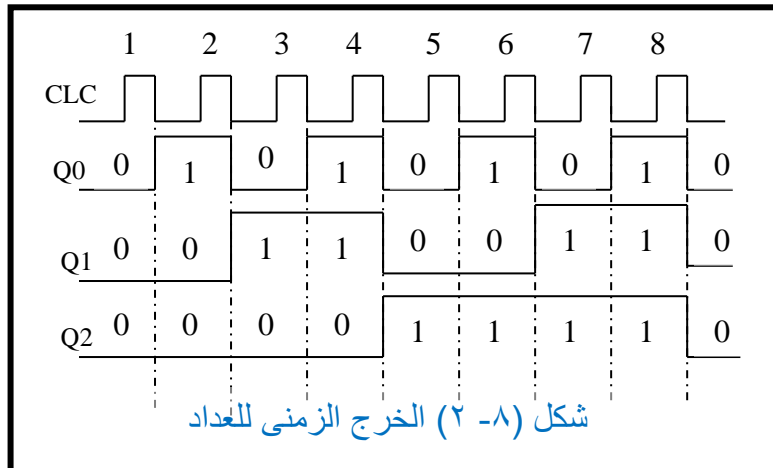 1 2 3 4 5 6 7 8
CLC
Q0 0 1 0 1 0 1 0 1 0
Q1 0 0 1 1 0 0 1 1 0
Q2 0 0 0 0 1 1 1 1 0
شكل (٨- ٢) الخرج الزمنى للعداد